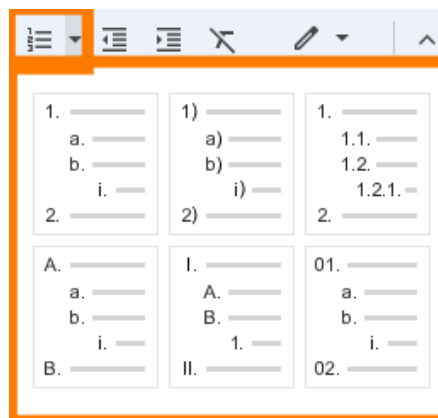 1.
a.
b.
i.
2.
1)
a)
b)
i)
2)
1.
1.1.
1.2.
1.2.1.
2.
A.
a.
b.
i.
B.
I.
A.
B.
1.
II.
01.
a.
b.
i.
02.